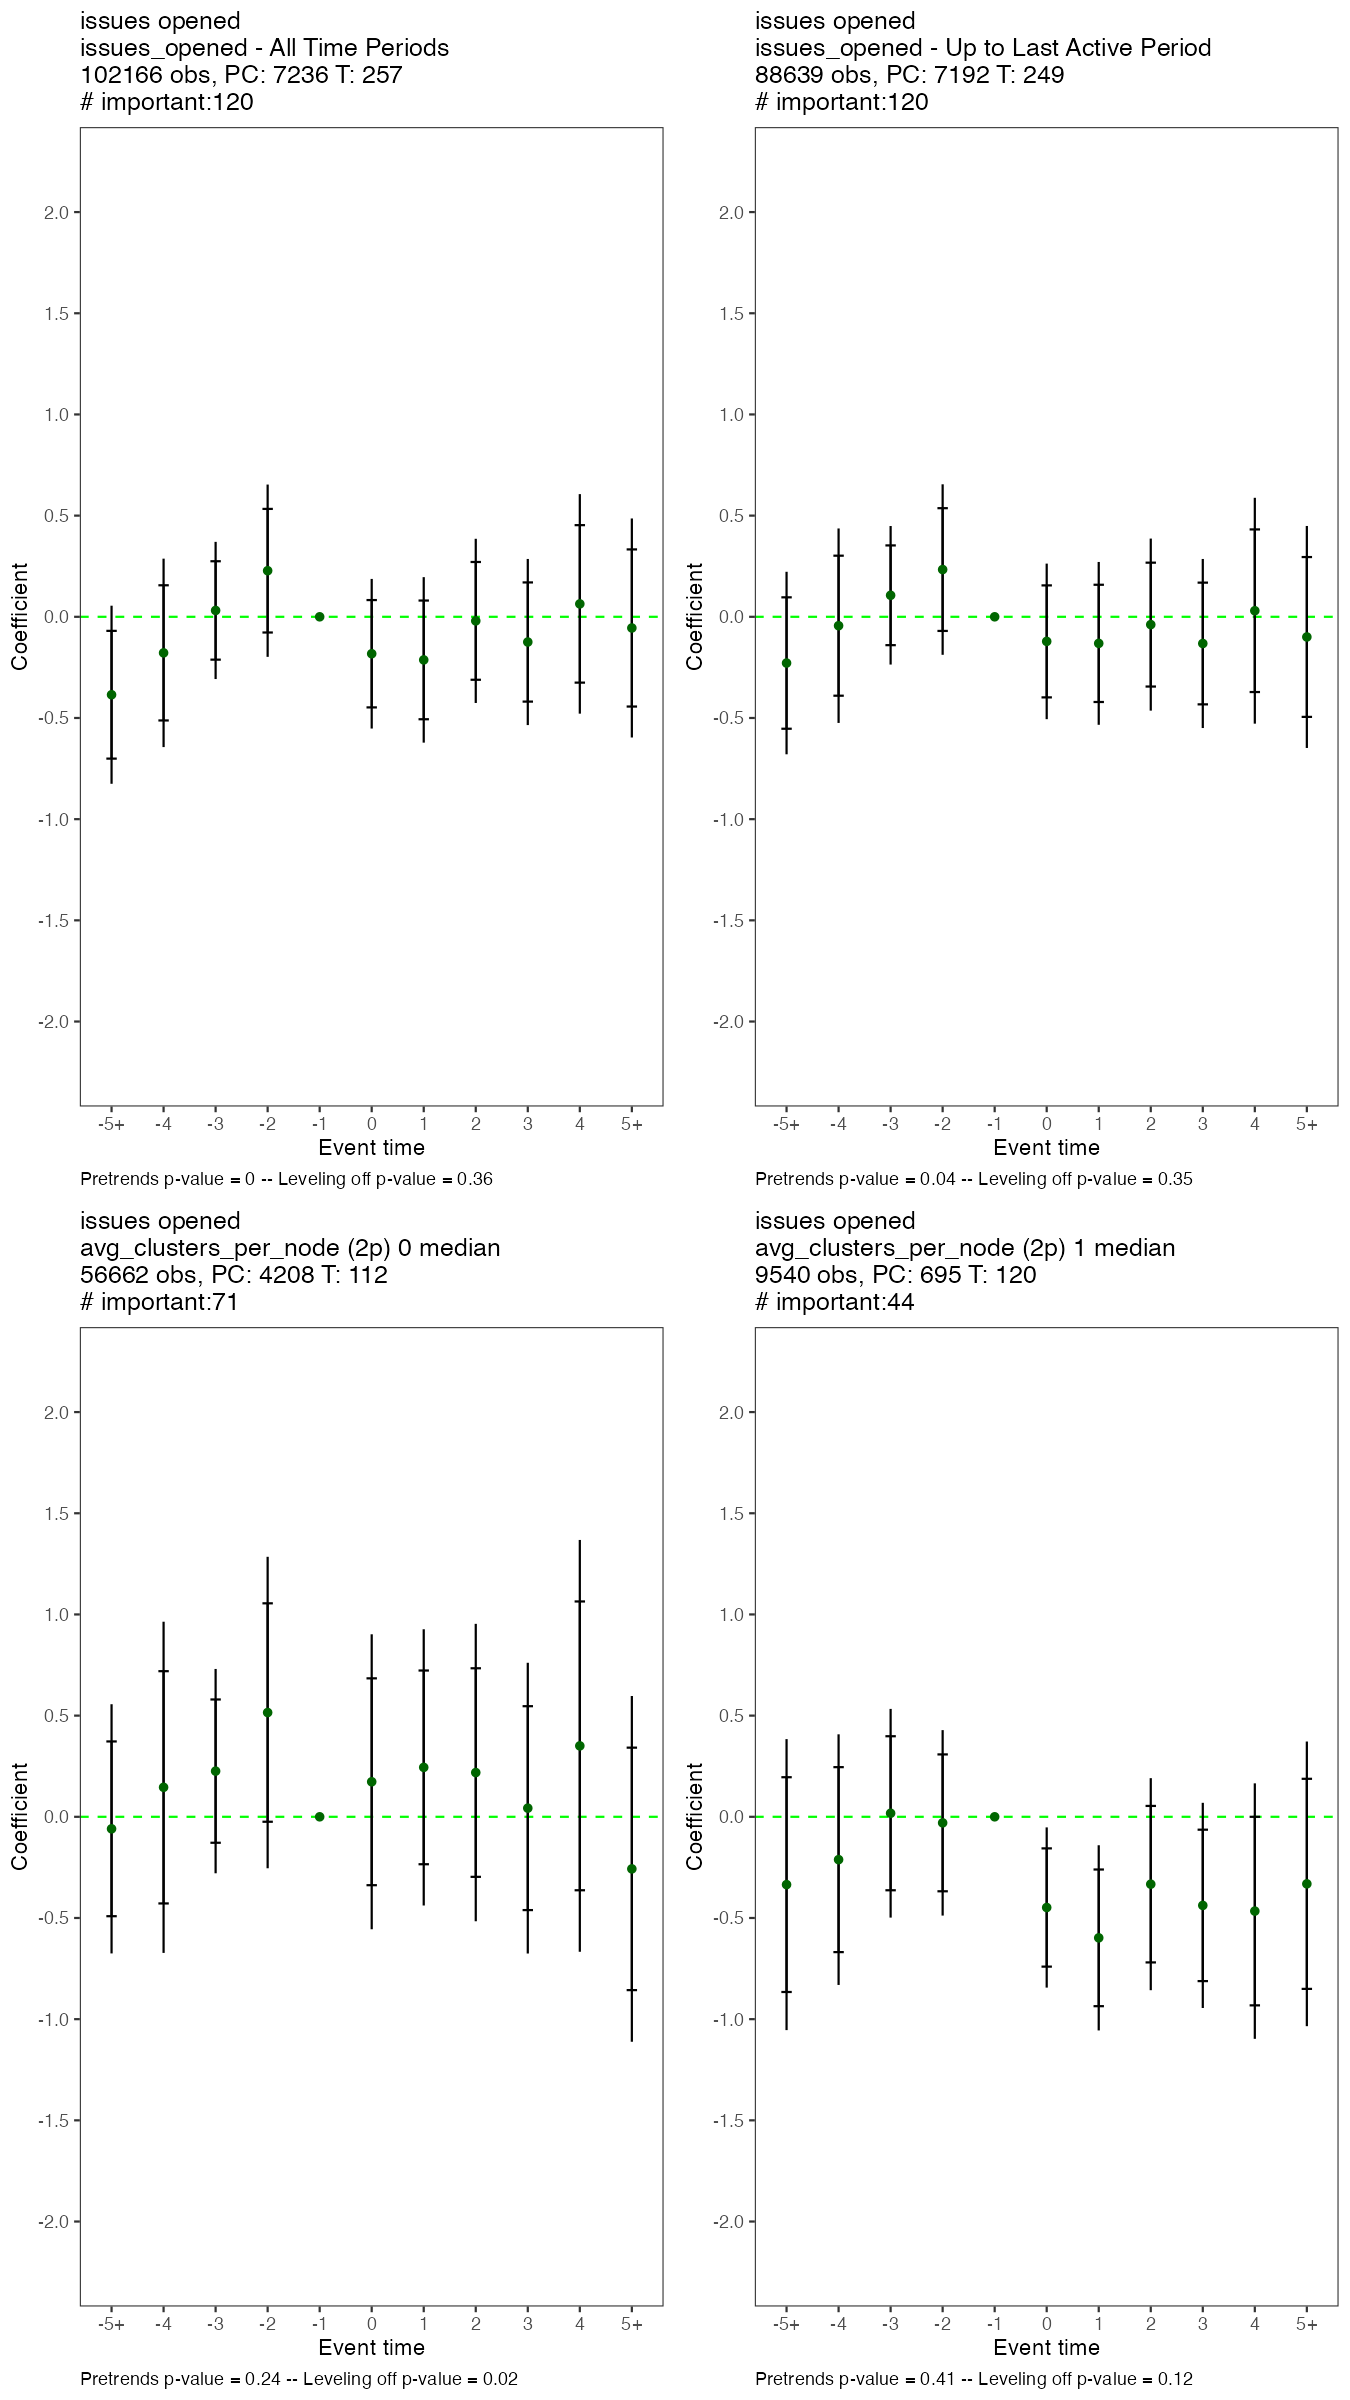 issues opened
issues_opened - All Time Periods
102166 obs, PC: 7236 T: 257
# important:120
2.0
1.5
1.0
0.5
0.0
-0.5
-1.0
-1.5
-2.0
Coefficient
-5+ -4 -3 -2 -1 0 1 2 3 4 5+
Event time
Pretrends p-value = 0 -- Leveling off p-value = 0.36
issues opened
issues_opened - Up to Last Active Period
88639 obs, PC: 7192 T: 249
# important:120
2.0
1.5
1.0
0.5
0.0
-0.5
-1.0
-1.5
-2.0
Coefficient
-5+ -4 -3 -2 -1 0 1 2 3 4 5+
Event time
Pretrends p-value = 0.04 -- Leveling off p-value = 0.35
issues opened
avg_clusters_per_node (2p) 0 median
56662 obs, PC: 4208 T: 112
# important:71
2.0
1.5
1.0
0.5
0.0
-0.5
-1.0
-1.5
-2.0
Coefficient
-5+ -4 -3 -2 -1 0 1 2 3 4 5+
Event time
Pretrends p-value = 0.24 -- Leveling off p-value = 0.02
issues opened
avg_clusters_per_node (2p) 1 median
9540 obs, PC: 695 T: 120
# important:44
2.0
1.5
1.0
0.5
0.0
-0.5
-1.0
-1.5
-2.0
Coefficient
-5+ -4 -3 -2 -1 0 1 2 3 4 5+
Event time
Pretrends p-value = 0.41 -- Leveling off p-value = 0.12